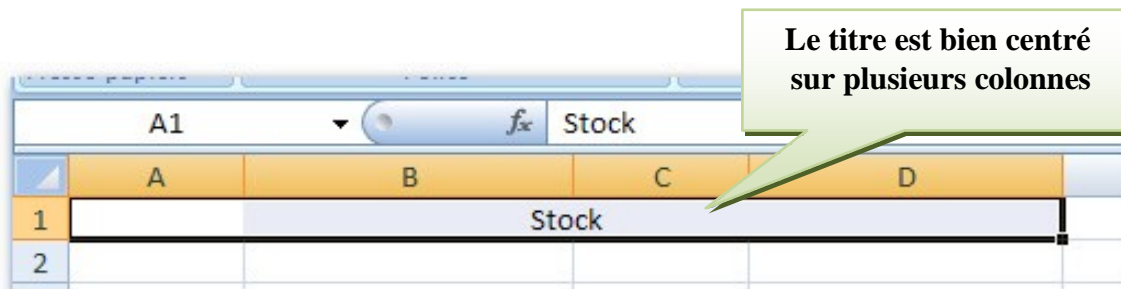 Le titre est bien centré
sur plusieurs colonnes
A1 fx Stock
A B C D
1 Stock
2